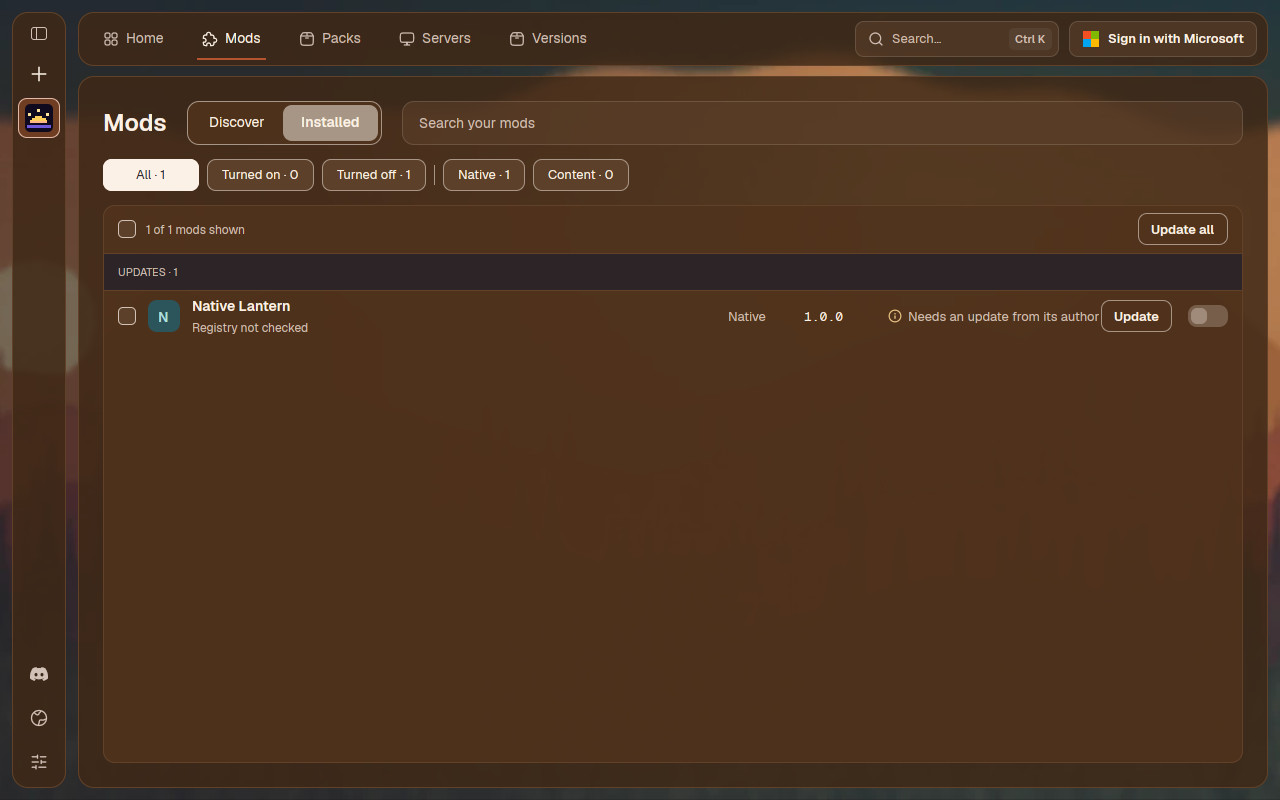 Home
Mods
Packs
Servers
Versions
Search...
Ctrl K
Sign in with Microsoft
Mods
Discover
Installed
Search your mods
All · 1
Turned on · 0
Turned off · 1
Native · 1
Content · 0
1 of 1 mods shown
Update all
UPDATES · 1
N
Native Lantern
Registry not checked
Native
1.0.0
Needs an update from its author
Update